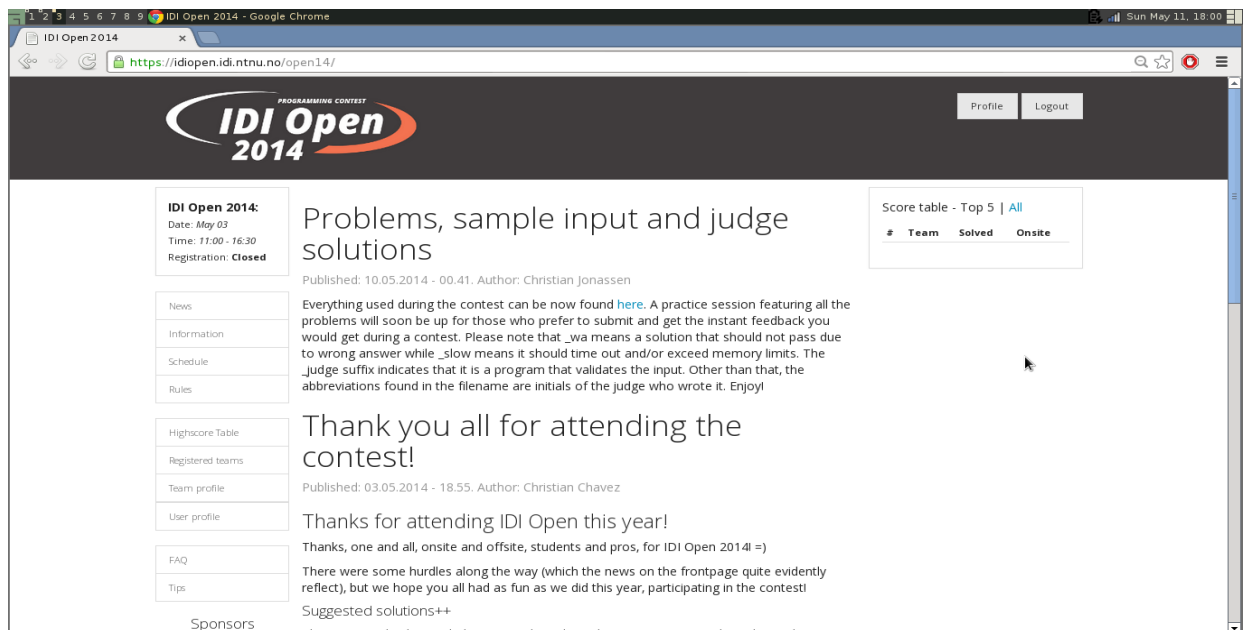 1 2 3 4 5 6 7 8 9 IDI Open 2014 - Google Chrome
Sun May 11, 18:00
IDI Open 2014 ×
https://idiopen.idi.ntnu.no/open14/
PROGRAMMING CONTEST
IDI Open
2014
Profile
Logout
IDI Open 2014:
Date: May 03
Time: 11:00 - 16:30
Registration: Closed
News
Information
Schedule
Rules
Highscore Table
Registered teams
Team profile
User profile
FAQ
Tips
Sponsors
Problems, sample input and judge
solutions
Published: 10.05.2014 - 00.41. Author: Christian Jonassen
Everything used during the contest can be now found here. A practice session featuring all the
problems will soon be up for those who prefer to submit and get the instant feedback you
would get during a contest. Please note that _wa means a solution that should not pass due
to wrong answer while _slow means it should time out and/or exceed memory limits. The
_judge suffix indicates that it is a program that validates the input. Other than that, the
abbreviations found in the filename are initials of the judge who wrote it. Enjoy!
Thank you all for attending the
contest!
Published: 03.05.2014 - 18.55. Author: Christian Chavez
Thanks for attending IDI Open this year!
Thanks, one and all, onsite and offsite, students and pros, for IDI Open 2014! =)
There were some hurdles along the way (which the news on the frontpage quite evidently
reflect), but we hope you all had as fun as we did this year, participating in the contest!
Suggested solutions++
Score table - Top 5 | All
# Team Solved Onsite